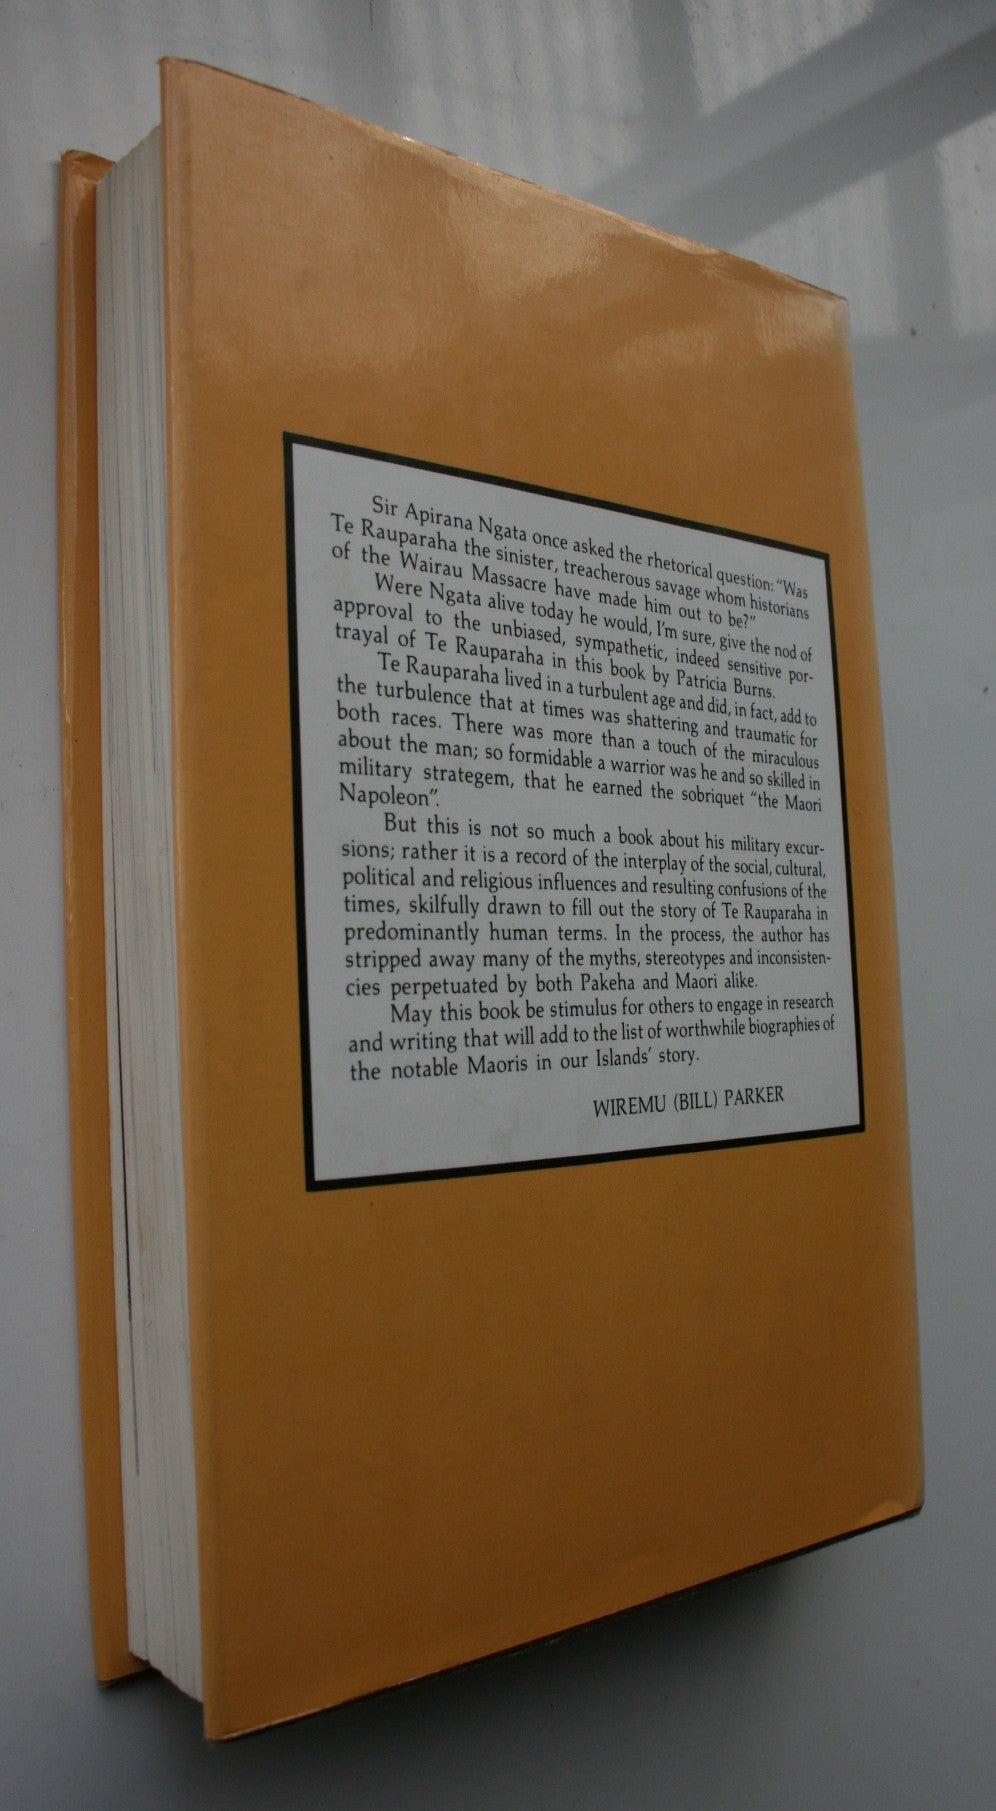 Sir Apirana Ngata once asked the rhetorical question: "Was
Te Rauparaha the sinister, treacherous savage whom historians
of the Wairau Massacre have made him out to be?"
Were Ngata alive today he would, I'm sure, give the nod of
approval to the unbiased, sympathetic, indeed sensitive por-
trayal of Te Rauparaha in this book by Patricia Burns.
Te Rauparaha lived in a turbulent age and did, in fact, add to
the turbulence that at times was shattering and traumatic for
both races. There was more than a touch of the miraculous
about the man; so formidable a warrior was he and so skilled in
military strategem, that he earned the sobriquet "the Maori
Napoleon".
But this is not so much a book about his military excur-
sions; rather it is a record of the interplay of the social, cultural,
political and religious influences and resulting confusions of the
times, skilfully drawn to fill out the story of Te Rauparaha in
predominantly human terms. In the process, the author has
stripped away many of the myths, stereotypes and inconsisten-
cies perpetuated by both Pakeha and Maori alike.
May this book be stimulus for others to engage in research
and writing that will add to the list of worthwhile biographies of
the notable Maoris in our Islands' story.
WIREMU (BILL) PARKER